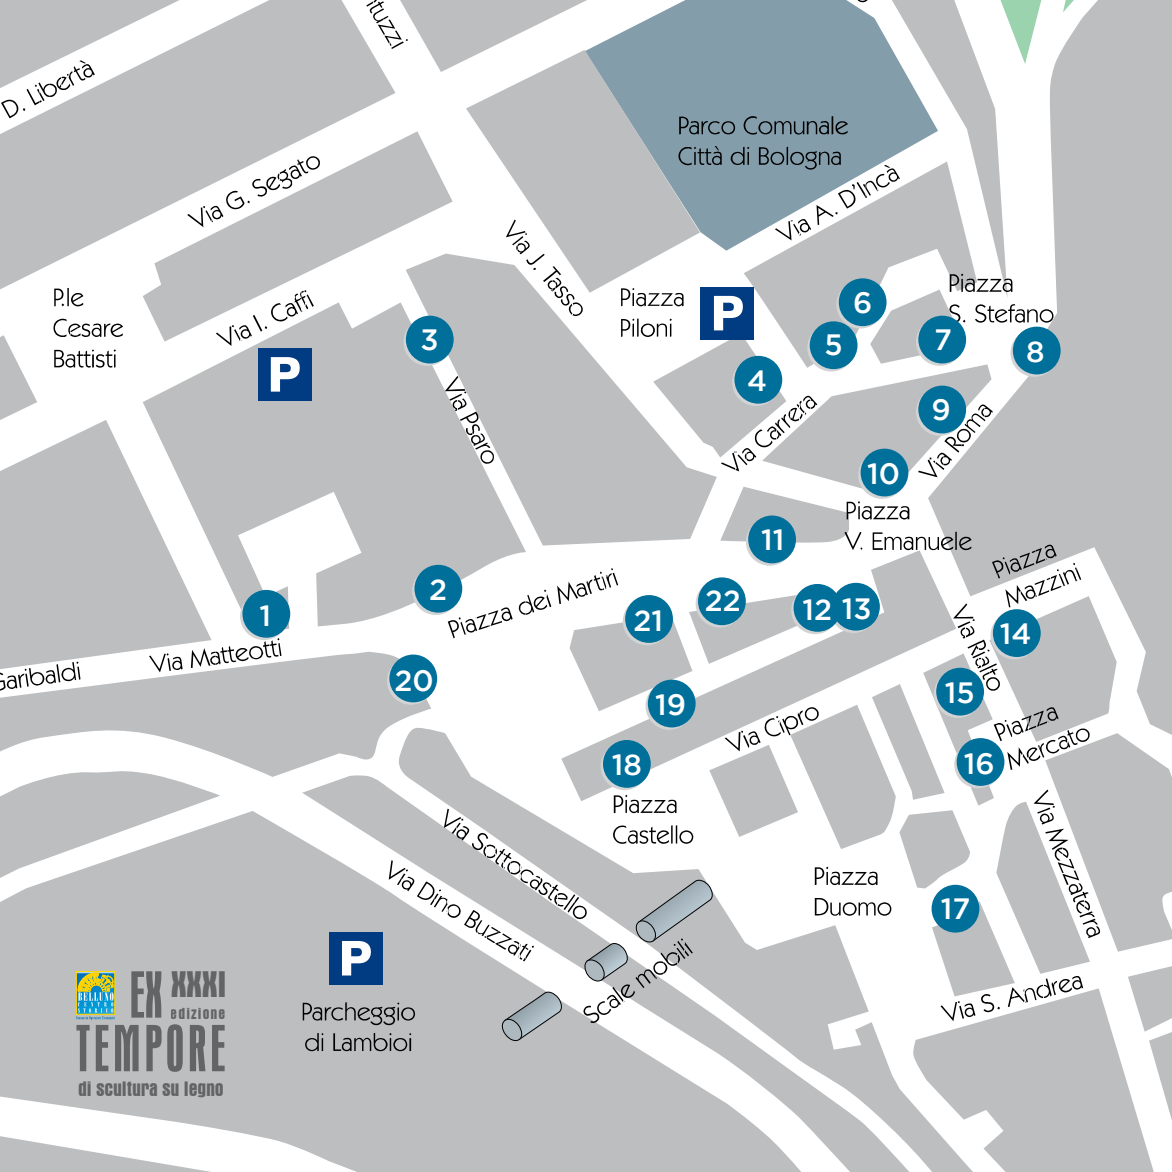 D. Libertà
Via G. Segato
Parco Comunale
Città di Bologna
Via A. D'Incà
Via J. Tasso
P.le
Cesare
Battisti
Via I. Caffi
P
Piazza
Piloni
P
Piazza
S. Stefano
3
4
5
6
7
8
9
10
Via Psaro
Via Carrera
Via Roma
Piazza
V. Emanuele
11
1
2
Piazza dei Martiri
Via Matteotti
Garibaldi
20
21
22
12
13
Piazza
Mazzini
14
Via Rialto
15
16
Piazza
Mercato
19
18
Via Cipro
Piazza
Castello
Via Sottocastello
Via Dino Buzzati
Via Mezzaterra
Piazza
Duomo
17
Via S. Andrea
Scale mobili
P
Parcheggio
di Lambioi
BELLUNO
CENTRO
STORICO
EX XXXI
edizione
TEMPORE
di scultura su legno